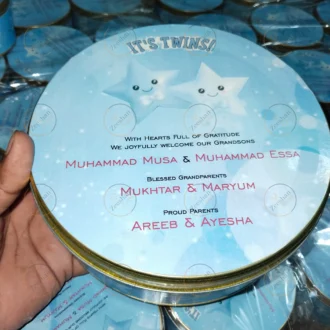 IT'S TWINS!
With Hearts Full of Gratitude
We joyfully welcome our Grandsons
Muhammad Musa & Muhammad Essa
Blessed Grandparents
Mukhtar & Maryum
Proud Parents
Areeb & Ayesha